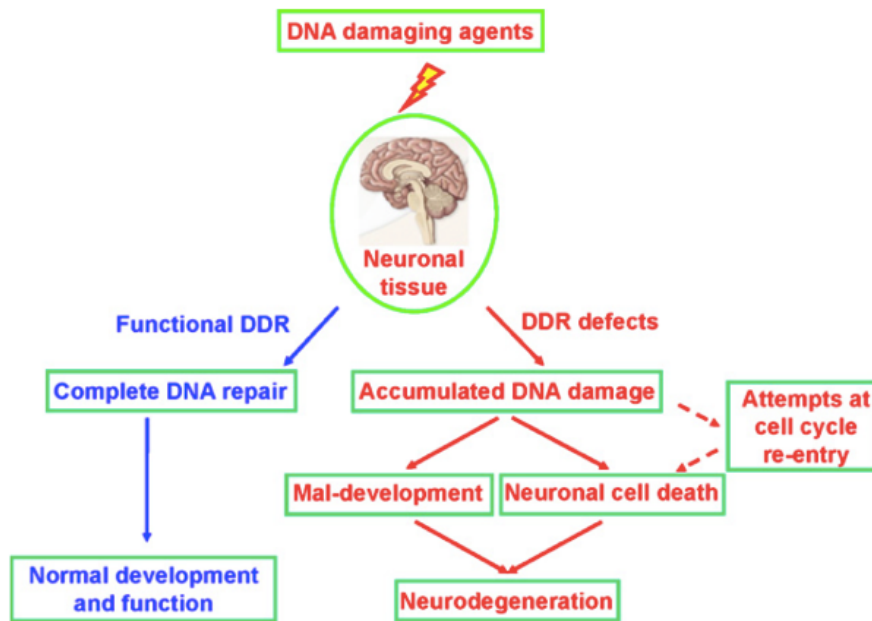 DNA damaging agents
Neuronal
tissue
Functional DDR
DDR defects
Complete DNA repair
Accumulated DNA damage
Attempts at
cell cycle
re-entry
Mal-development
Neuronal cell death
Normal development
and function
Neurodegeneration